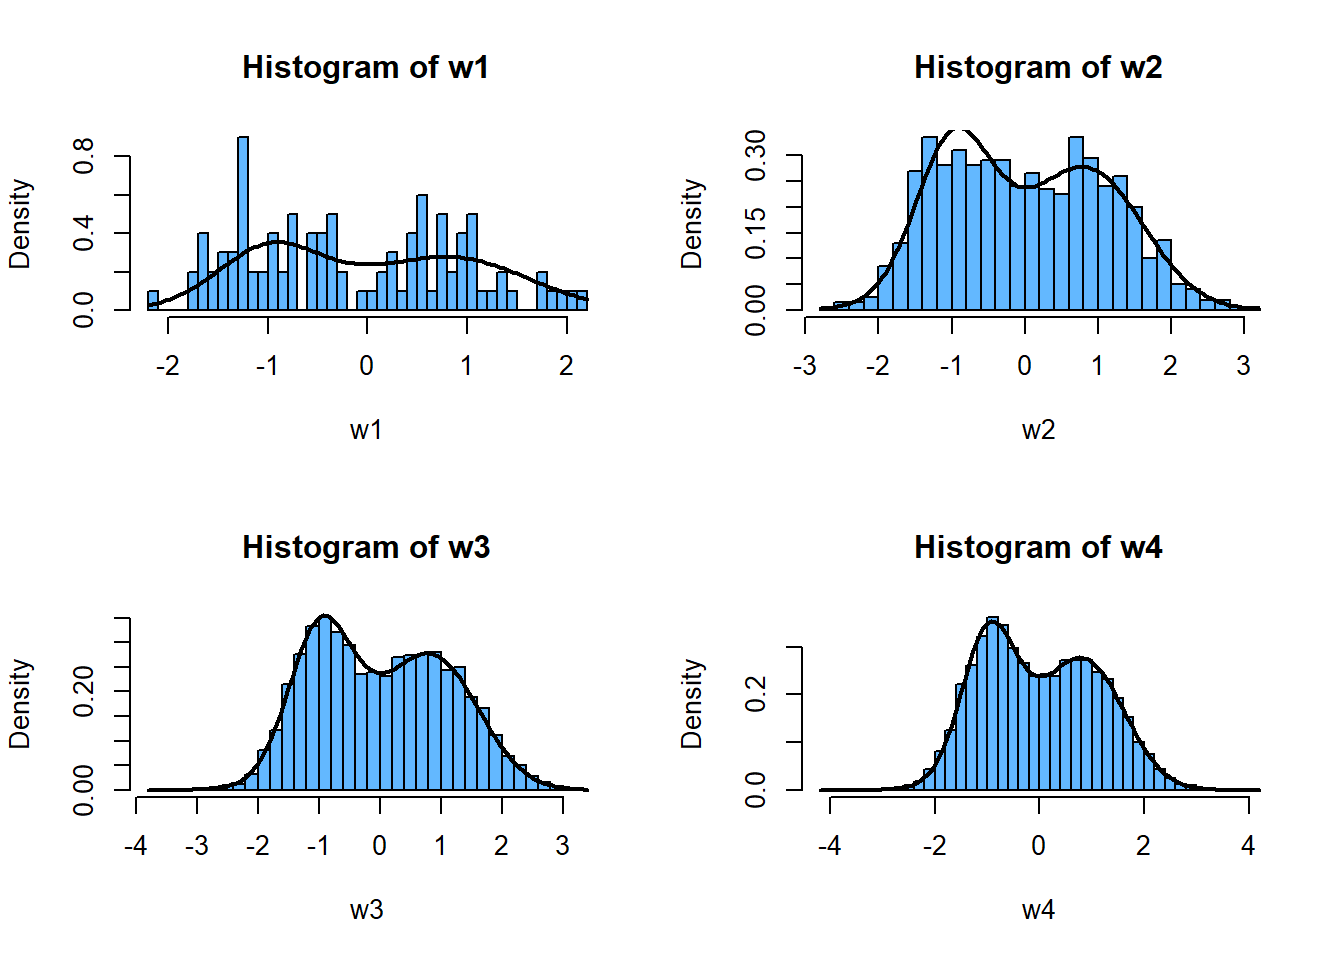 Histogram of w1
Density
0.0 0.4 0.8
-2 -1 0 1 2
w1
Histogram of w2
Density
0.00 0.15 0.30
-3 -2 -1 0 1 2 3
w2
Histogram of w3
Density
0.00 0.20
-4 -3 -2 -1 0 1 2 3
w3
Histogram of w4
Density
0.0 0.2
-4 -2 0 2 4
w4